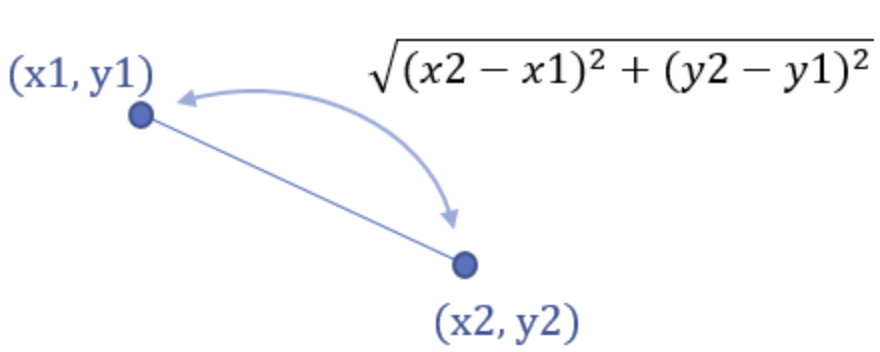 √(x2 − x1)² + (y2 − y1)²
(x1, y1)
(x2, y2)